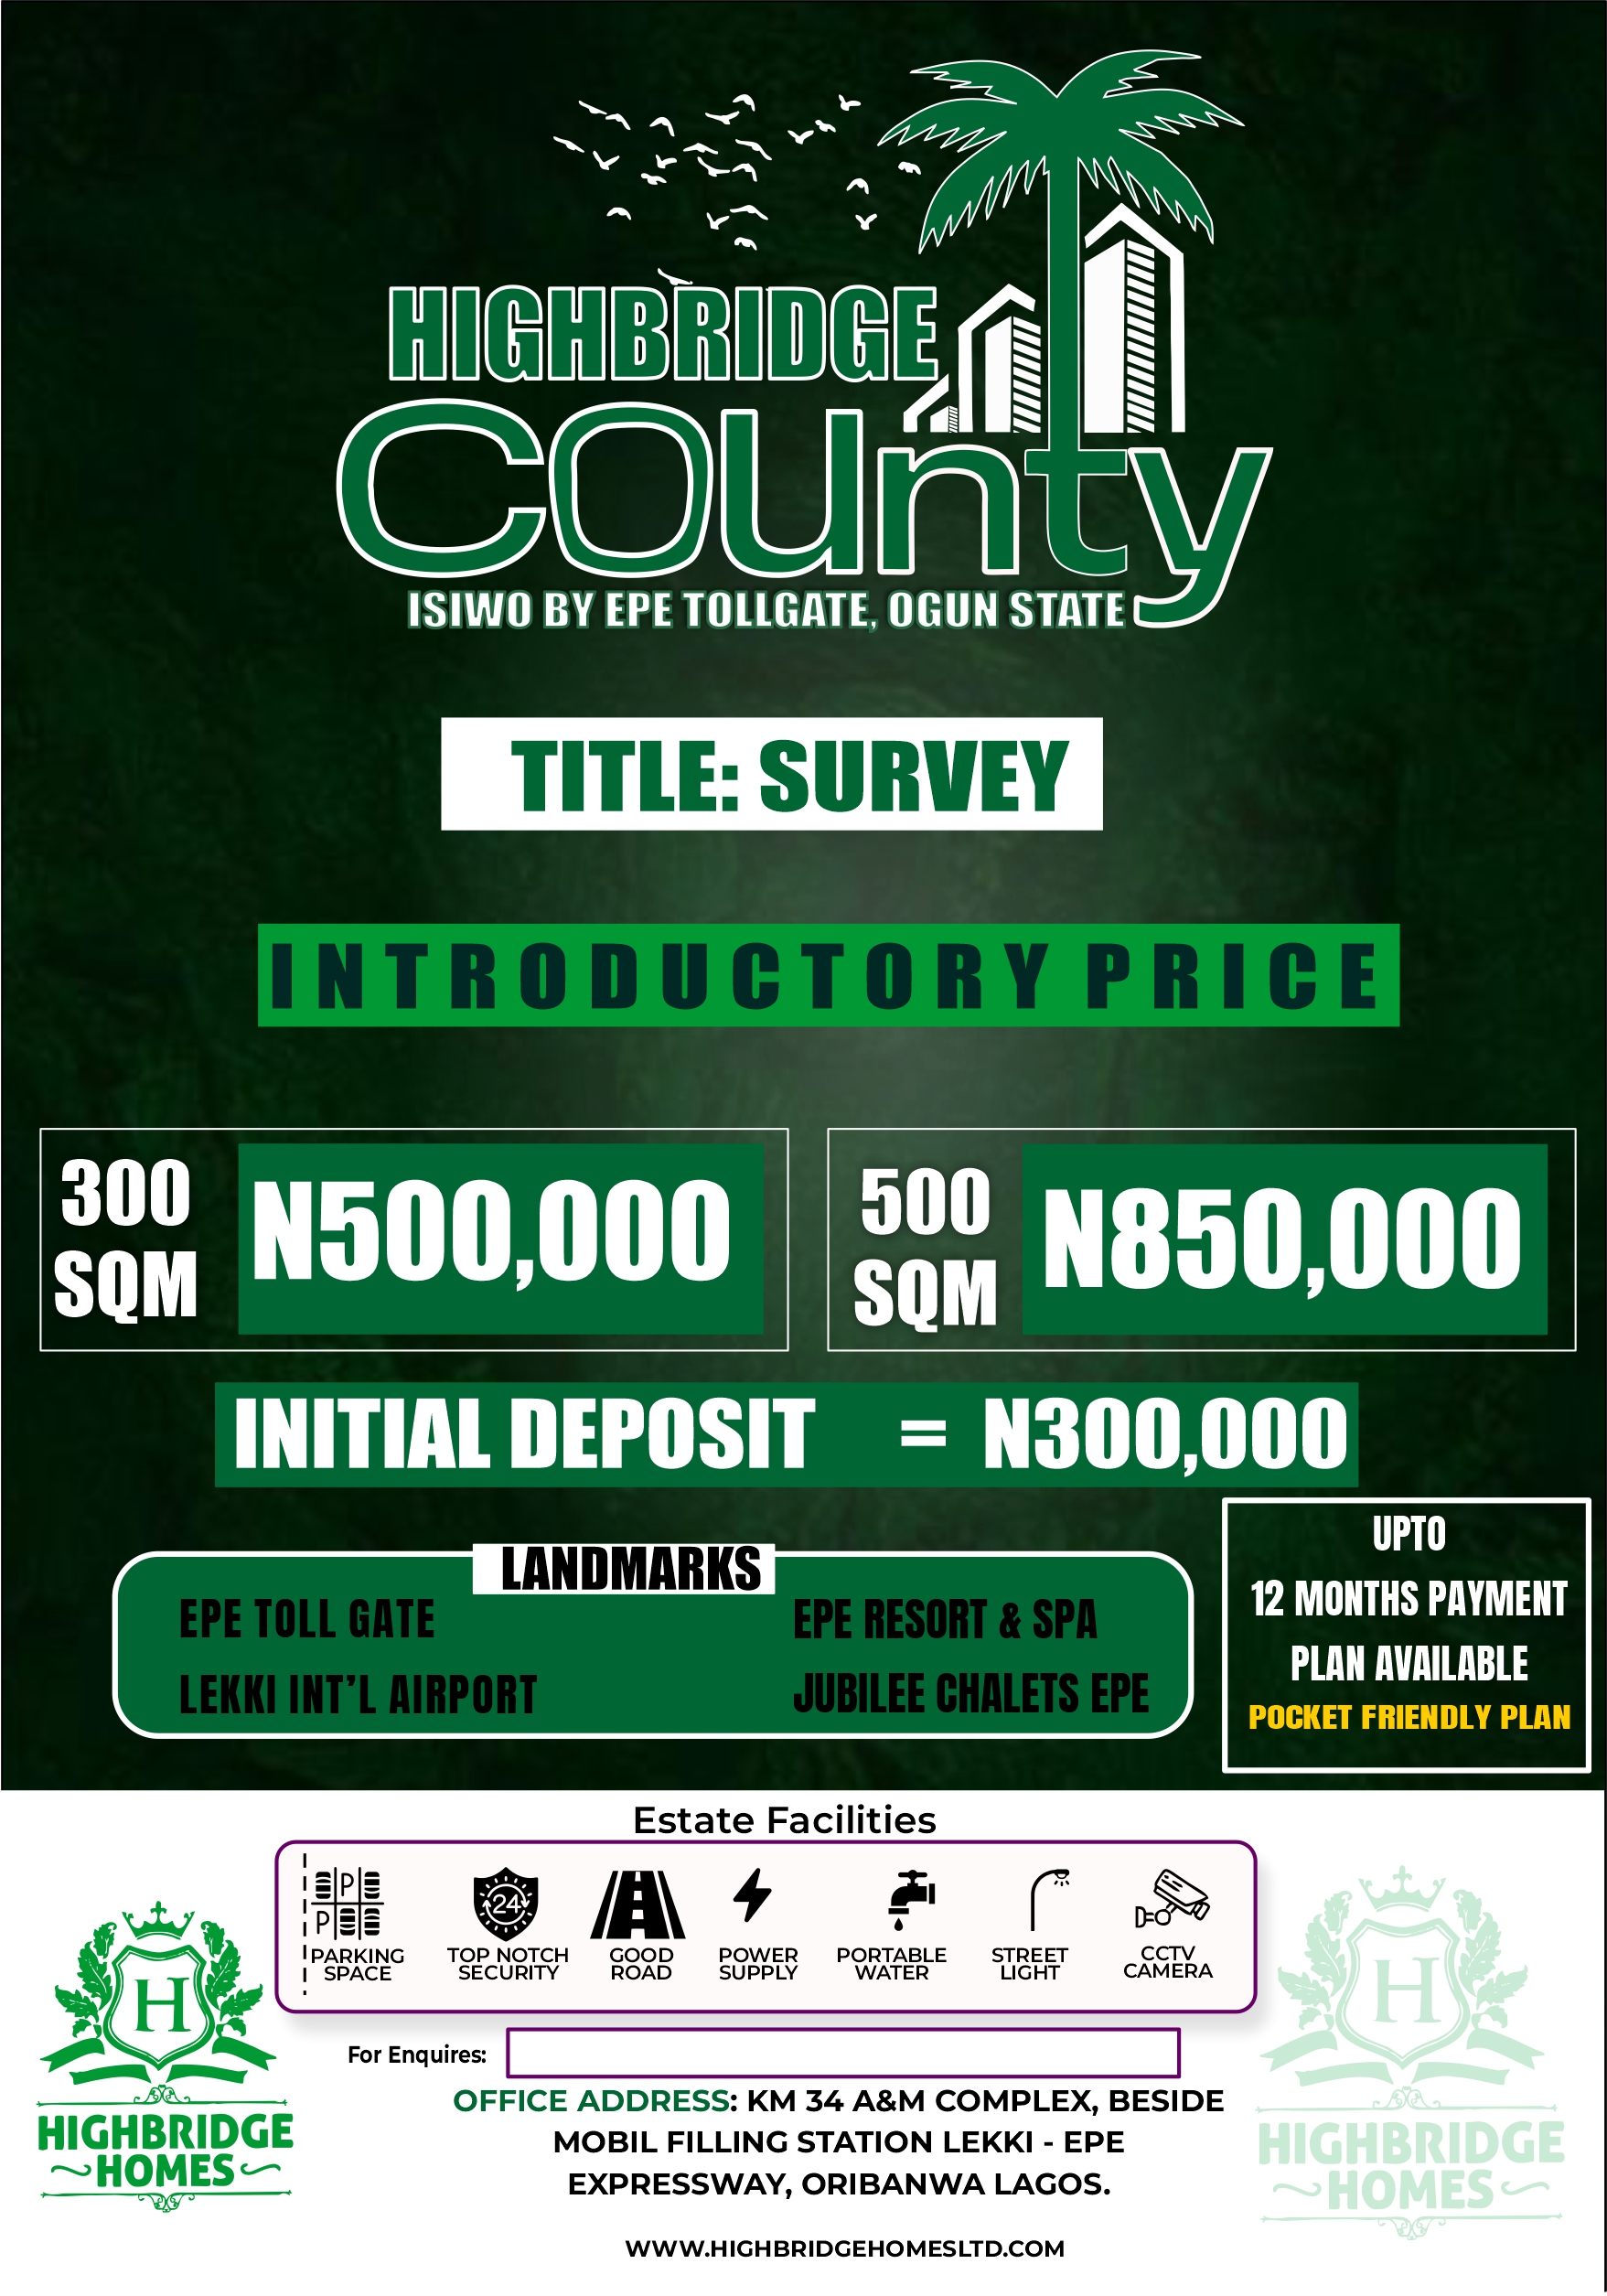 HIGHBRIDGE
county
ISIWO BY EPE TOLLGATE, OGUN STATE
TITLE: SURVEY
INTRODUCTORY PRICE
300
SQM
N500,000
500
SQM
N850,000
INITIAL DEPOSIT = N300,000
LANDMARKS
EPE TOLL GATE
EPE RESORT & SPA
LEKKI INT'L AIRPORT
JUBILEE CHALETS EPE
UPTO
12 MONTHS PAYMENT
PLAN AVAILABLE
POCKET FRIENDLY PLAN
Estate Facilities
P
P
24
PARKING
SPACE
TOP NOTCH
SECURITY
GOOD
ROAD
POWER
SUPPLY
PORTABLE
WATER
STREET
LIGHT
CCTV
CAMERA
For Enquires:
OFFICE ADDRESS: KM 34 A&M COMPLEX, BESIDE
MOBIL FILLING STATION LEKKI - EPE
EXPRESSWAY, ORIBANWA LAGOS.
WWW.HIGHBRIDGEHOMESLTD.COM
H
HIGHBRIDGE
HOMES
H
HIGHBRIDGE
HOMES